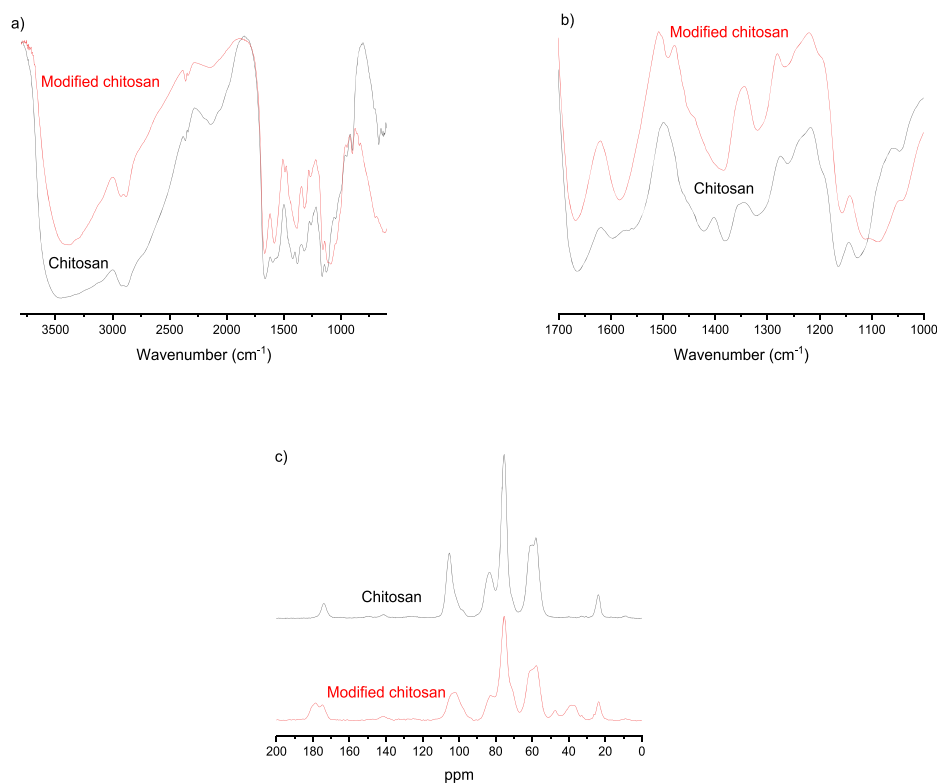 a)
Modified chitosan
Chitosan
3500 3000 2500 2000 1500 1000
Wavenumber (cm⁻¹)
b)
Modified chitosan
Chitosan
1700 1600 1500 1400 1300 1200 1100 1000
Wavenumber (cm⁻¹)
c)
Chitosan
Modified chitosan
200 180 160 140 120 100 80 60 40 20 0
ppm